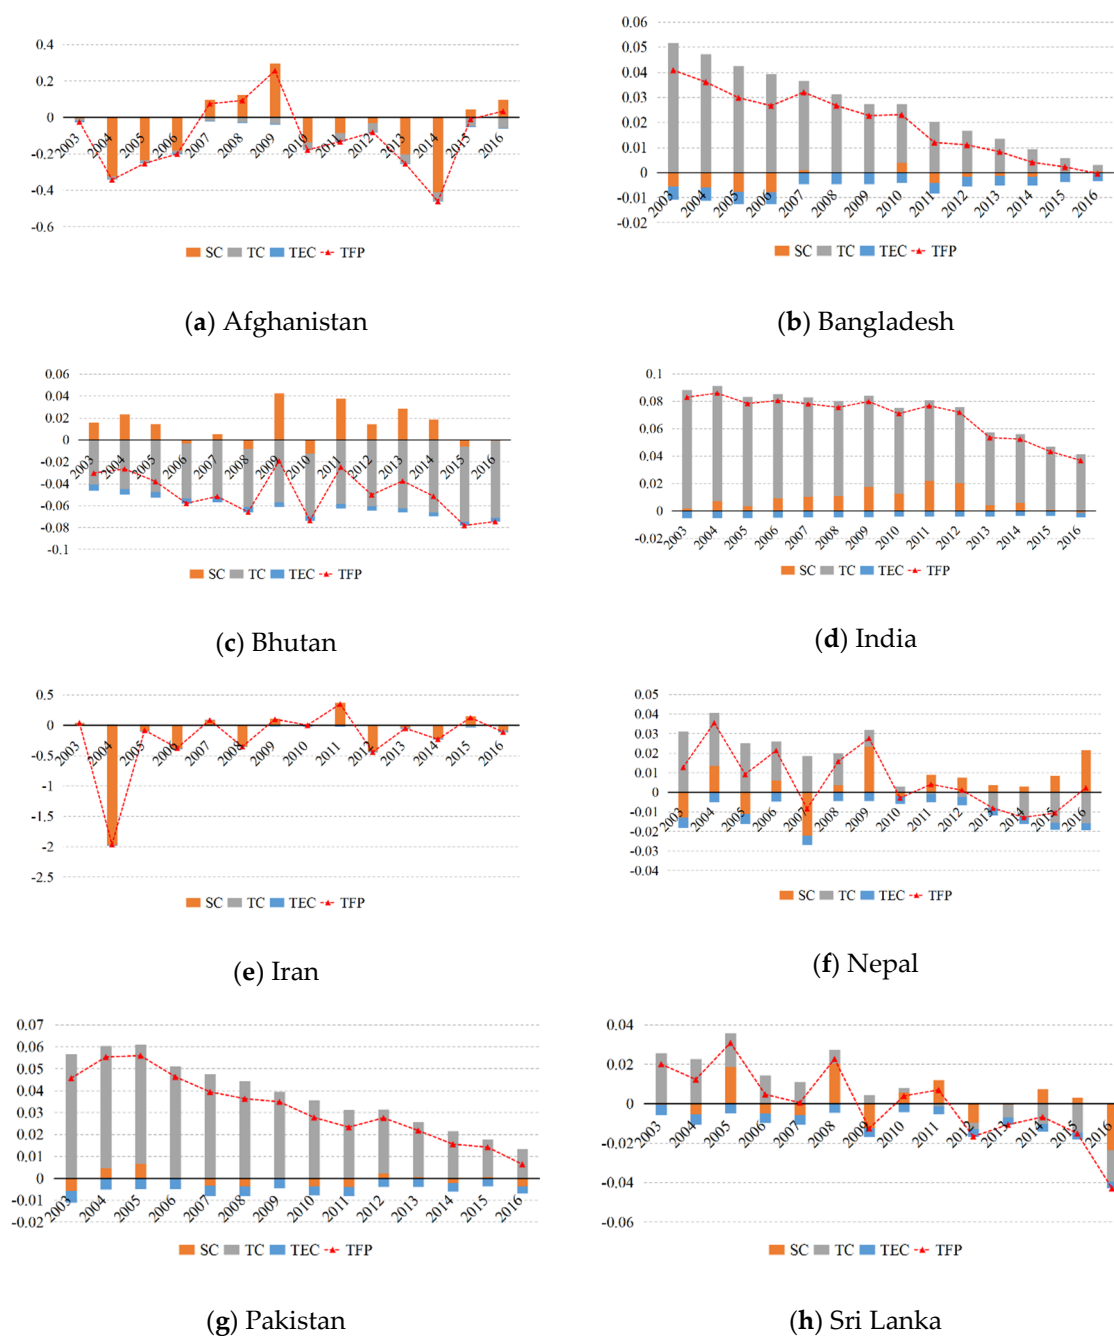 0.4
0.2
0
-0.2
-0.4
-0.6
2003 2004 2005 2006 2007 2008 2009 2010 2011 2012 2013 2014 2015 2016
SC TC TEC TFP
(a) Afghanistan
0.06
0.05
0.04
0.03
0.02
0.01
0
-0.01
-0.02
2003 2004 2005 2006 2007 2008 2009 2010 2011 2012 2013 2014 2015 2016
SC TC TEC TFP
(b) Bangladesh
0.06
0.04
0.02
0
-0.02
-0.04
-0.06
-0.08
-0.1
2003 2004 2005 2006 2007 2008 2009 2010 2011 2012 2013 2014 2015 2016
SC TC TEC TFP
(c) Bhutan
0.1
0.08
0.06
0.04
0.02
0
-0.02
2003 2004 2005 2006 2007 2008 2009 2010 2011 2012 2013 2014 2015 2016
SC TC TEC TFP
(d) India
0.5
0
-0.5
-1
-1.5
-2
-2.5
2003 2004 2005 2006 2007 2008 2009 2010 2011 2012 2013 2014 2015 2016
SC TC TEC TFP
(e) Iran
0.05
0.04
0.03
0.02
0.01
0
-0.01
-0.02
-0.03
-0.04
2003 2004 2005 2006 2007 2008 2009 2010 2011 2012 2013 2014 2015 2016
SC TC TEC TFP
(f) Nepal
0.07
0.06
0.05
0.04
0.03
0.02
0.01
0
-0.01
-0.02
2003 2004 2005 2006 2007 2008 2009 2010 2011 2012 2013 2014 2015 2016
SC TC TEC TFP
(g) Pakistan
0.04
0.02
0
-0.02
-0.04
-0.06
2003 2004 2005 2006 2007 2008 2009 2010 2011 2012 2013 2014 2015 2016
SC TC TEC TFP
(h) Sri Lanka